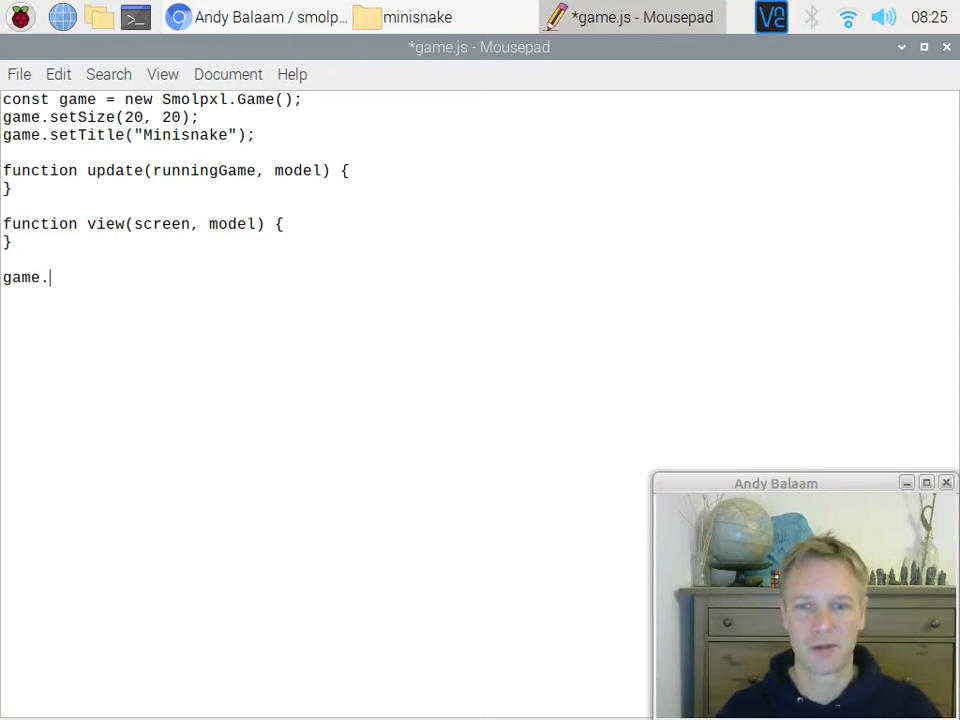 Andy Balaam / smolp...
minisnake
*game.js - Mousepad
08:25
*game.js - Mousepad
File Edit Search View Document Help
const game = new Smolpxl.Game();
game.setSize(20, 20);
game.setTitle("Minisnake");
function update(runningGame, model) {
}
function view(screen, model) {
}
game.
Andy Balaam